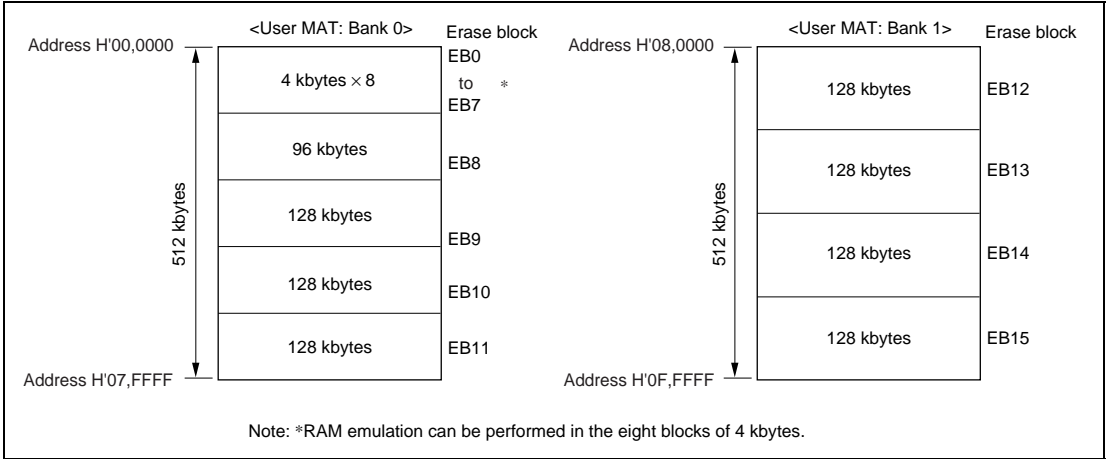 <User MAT: Bank 0>
Erase block
Address H'00,0000
EB0
4 kbytes × 8
to *
EB7
96 kbytes
EB8
512 kbytes
128 kbytes
EB9
128 kbytes
EB10
128 kbytes
EB11
Address H'07,FFFF
<User MAT: Bank 1>
Erase block
Address H'08,0000
128 kbytes
EB12
128 kbytes
EB13
512 kbytes
128 kbytes
EB14
128 kbytes
EB15
Address H'0F,FFFF
Note: *RAM emulation can be performed in the eight blocks of 4 kbytes.